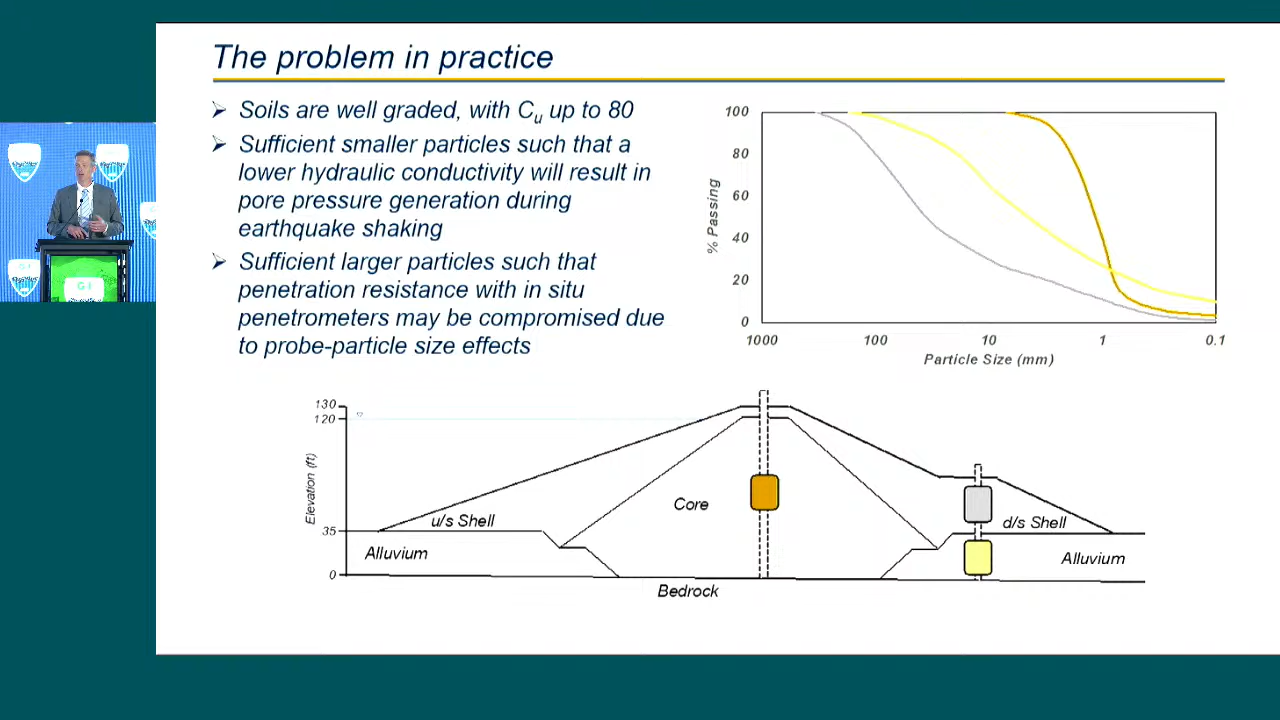 The problem in practice
Soils are well graded, with Cu up to 80
Sufficient smaller particles such that a
lower hydraulic conductivity will result in
pore pressure generation during
earthquake shaking
Sufficient larger particles such that
penetration resistance with in situ
penetrometers may be compromised due
to probe-particle size effects
100
80
60
40
20
0
% Passing
1000
100
10
1
0.1
Particle Size (mm)
130
120
35
0
Elevation (ft)
u/s Shell
Core
d/s Shell
Alluvium
Alluvium
Bedrock
G-I